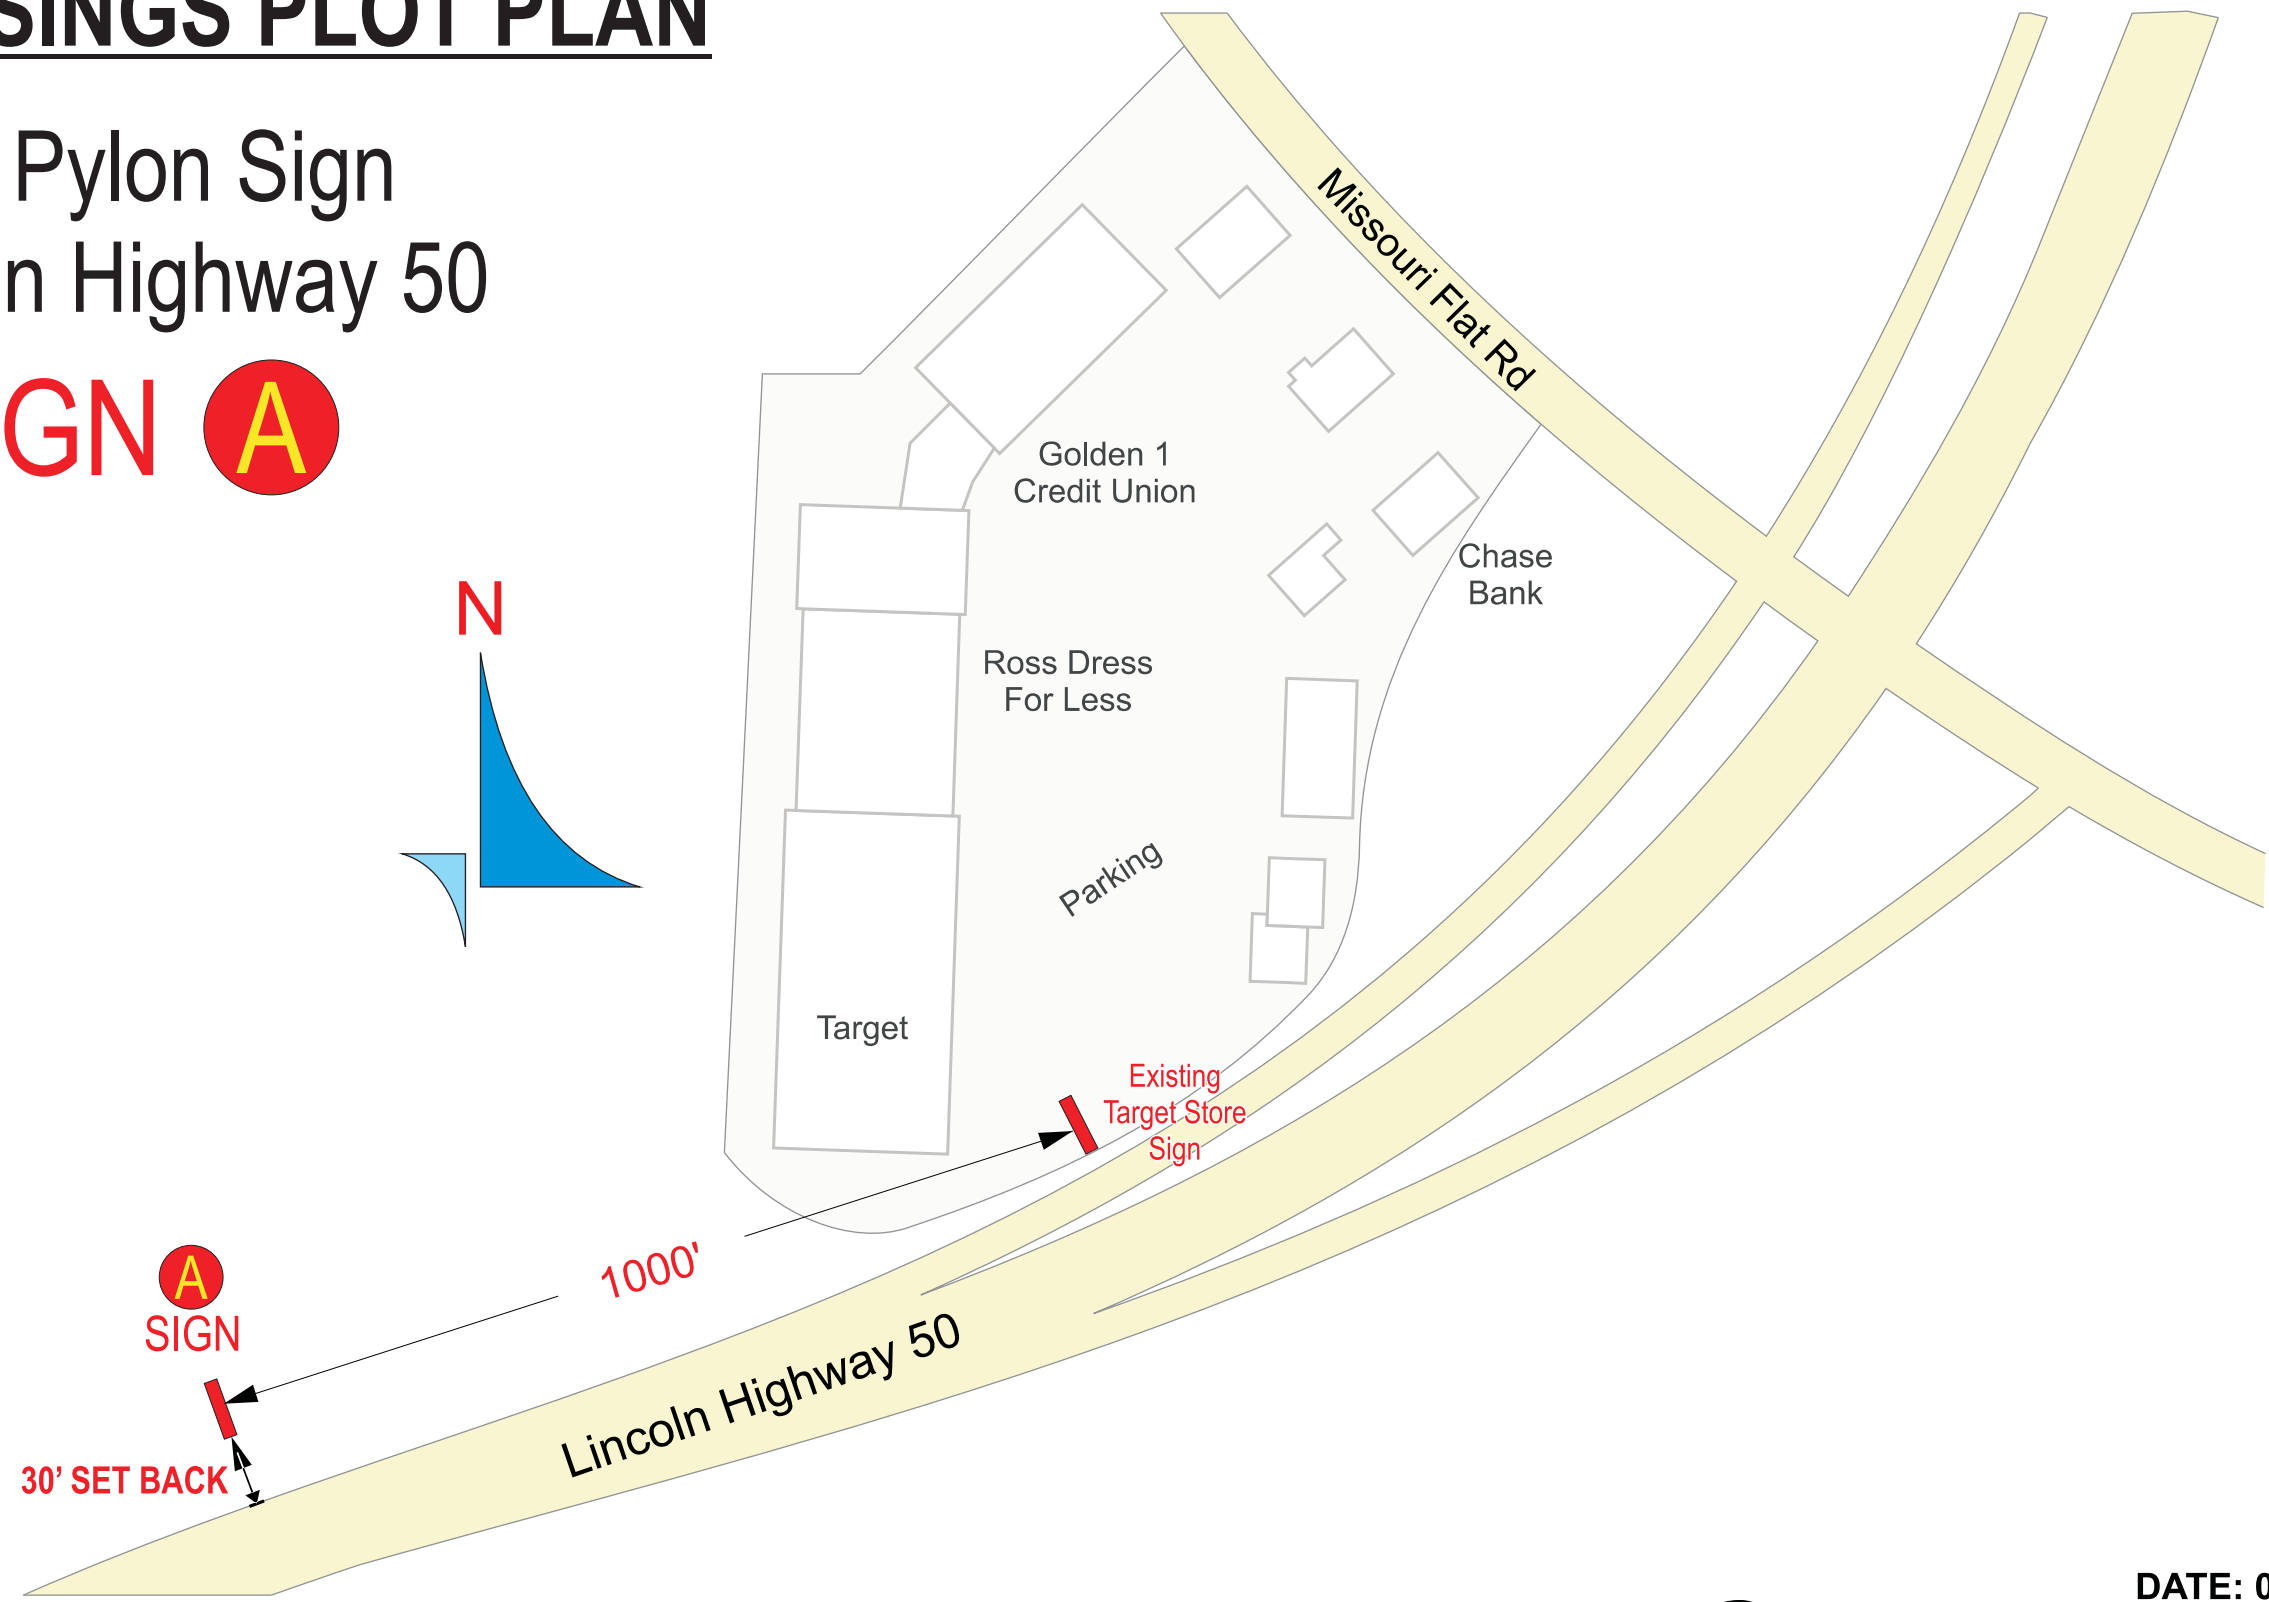 SINGS PLOT PLAN
Pylon Sign
n Highway 50
GN A
N
Missouri Flat Rd
Golden 1
Credit Union
Chase
Bank
Ross Dress
For Less
Parking
Target
Existing
Target Store
Sign
1000'
A
SIGN
30’ SET BACK
Lincoln Highway 50
DATE: 0